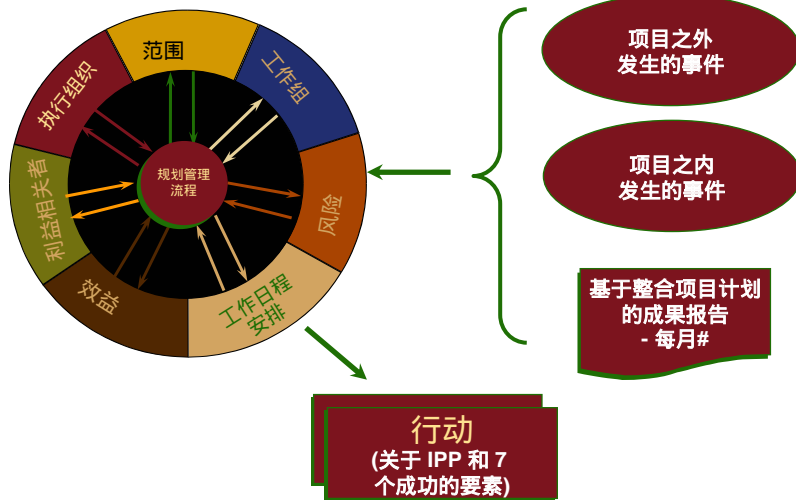 范围
工作组
风险
工作日程
安排
效益
利益相关者
执行组织
规划管理
流程
项目之外
发生的事件
项目之内
发生的事件
基于整合项目计划
的成果报告
- 每月#
行动
(关于 IPP 和 7
个成功的要素)